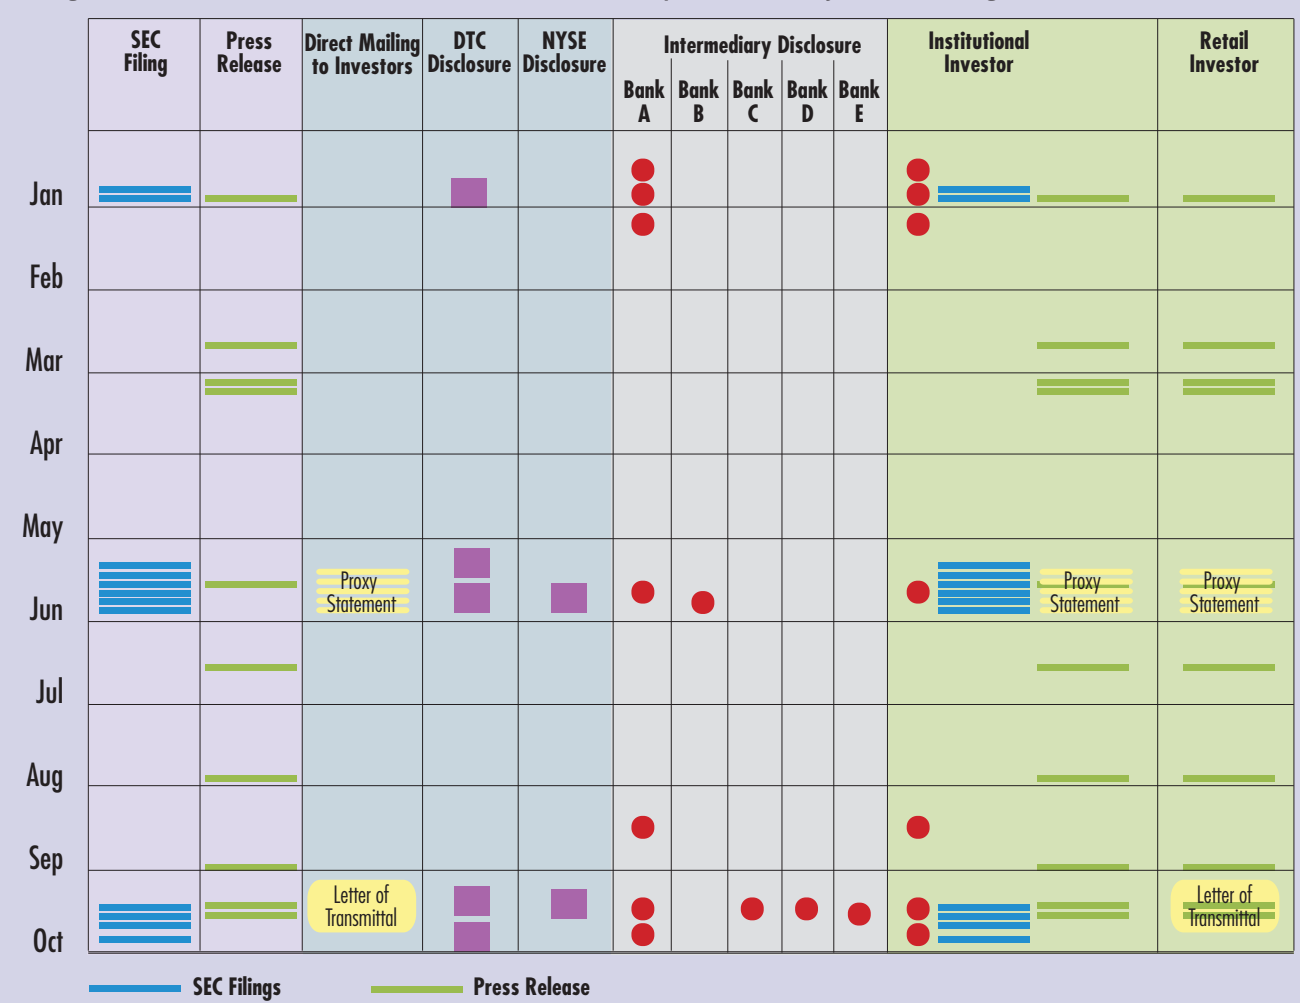 SEC
Filing
Press
Release
Direct Mailing
to Investors
DTC
Disclosure
NYSE
Disclosure
Intermediary Disclosure
Bank
A
Bank
B
Bank
C
Bank
D
Bank
E
Institutional
Investor
Retail
Investor
Jan
Feb
Mar
Apr
May
Jun
Proxy
Statement
Proxy
Statement
Proxy
Statement
Jul
Aug
Sep
Oct
Letter of
Transmittal
Letter of
Transmittal
SEC Filings
Press Release